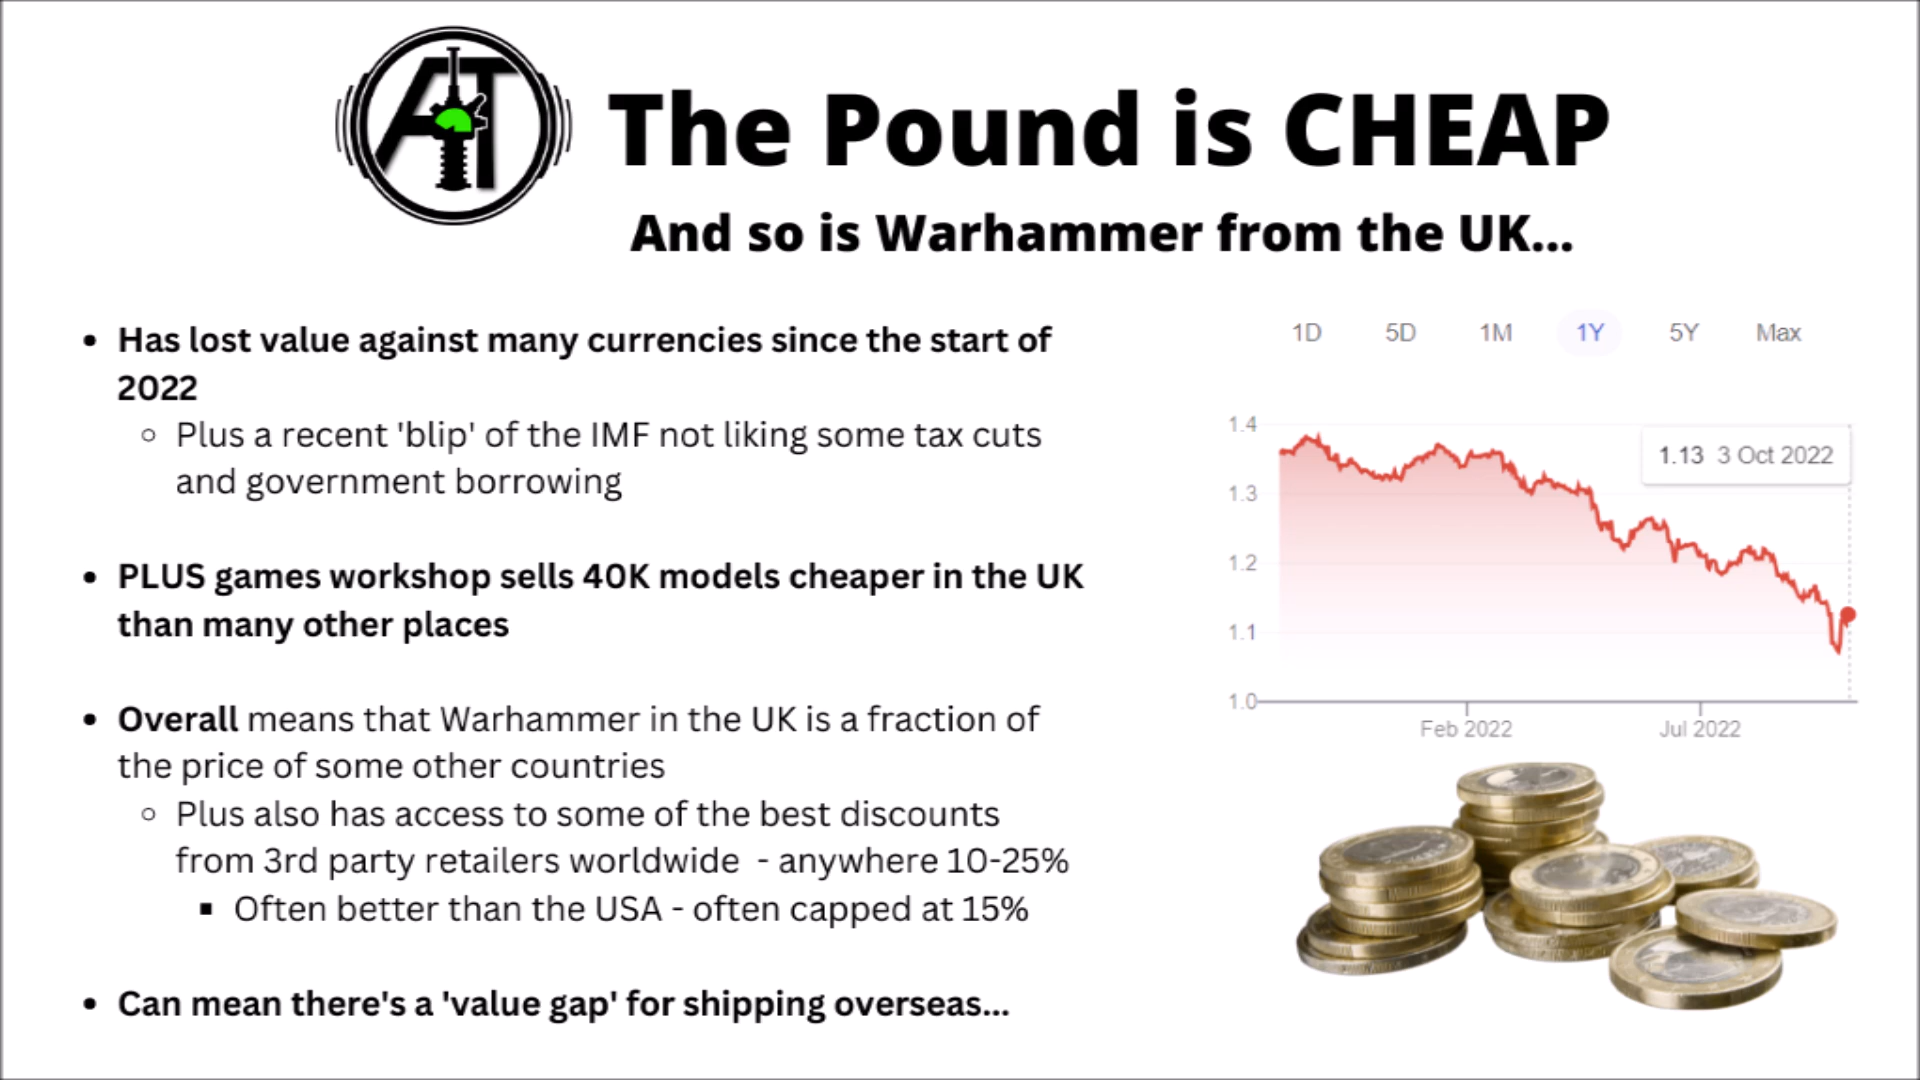 AT
The Pound is CHEAP
And so is Warhammer from the UK...
• Has lost value against many currencies since the start of
2022
◦ Plus a recent 'blip' of the IMF not liking some tax cuts
and government borrowing
• PLUS games workshop sells 40K models cheaper in the UK
than many other places
• Overall means that Warhammer in the UK is a fraction of
the price of some other countries
◦ Plus also has access to some of the best discounts
from 3rd party retailers worldwide  - anywhere 10-25%
▪ Often better than the USA - often capped at 15%
• Can mean there's a 'value gap' for shipping overseas...
1D 5D 1M 1Y 5Y Max
1.4
1.13 3 Oct 2022
1.3
1.2
1.1
1.0
Feb 2022 Jul 2022